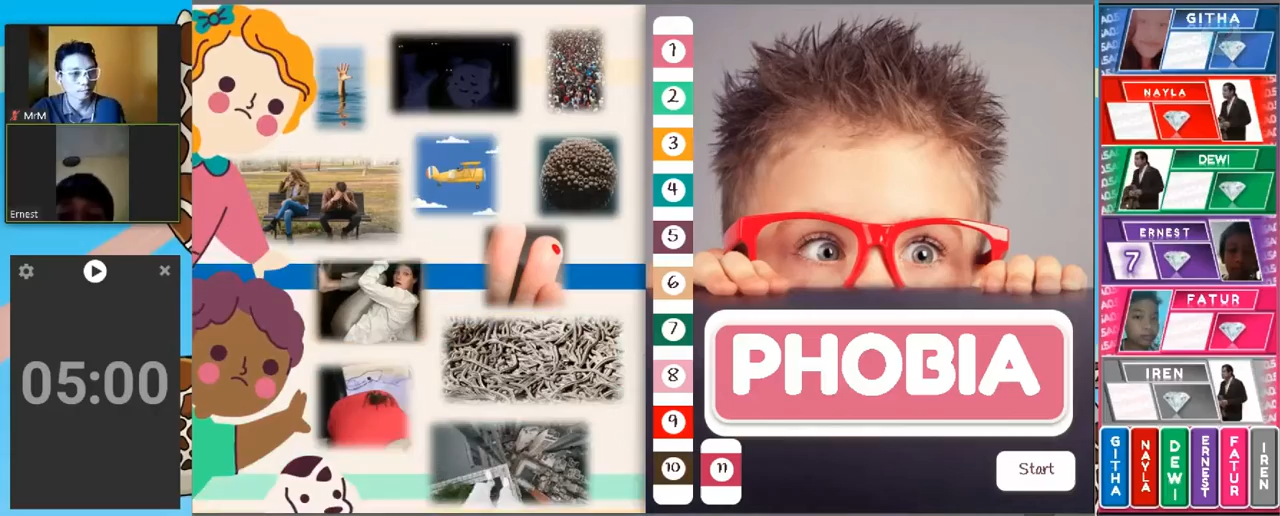 MrM
Ernest
05:00
1
2
3
4
5
6
7
8
9
10
11
PHOBIA
Start
GITHA
NAYLA
DEWI
ERNEST
7
FATUR
IREN
GITHA
NAYLA
DEWI
ERNEST
FATUR
IREN